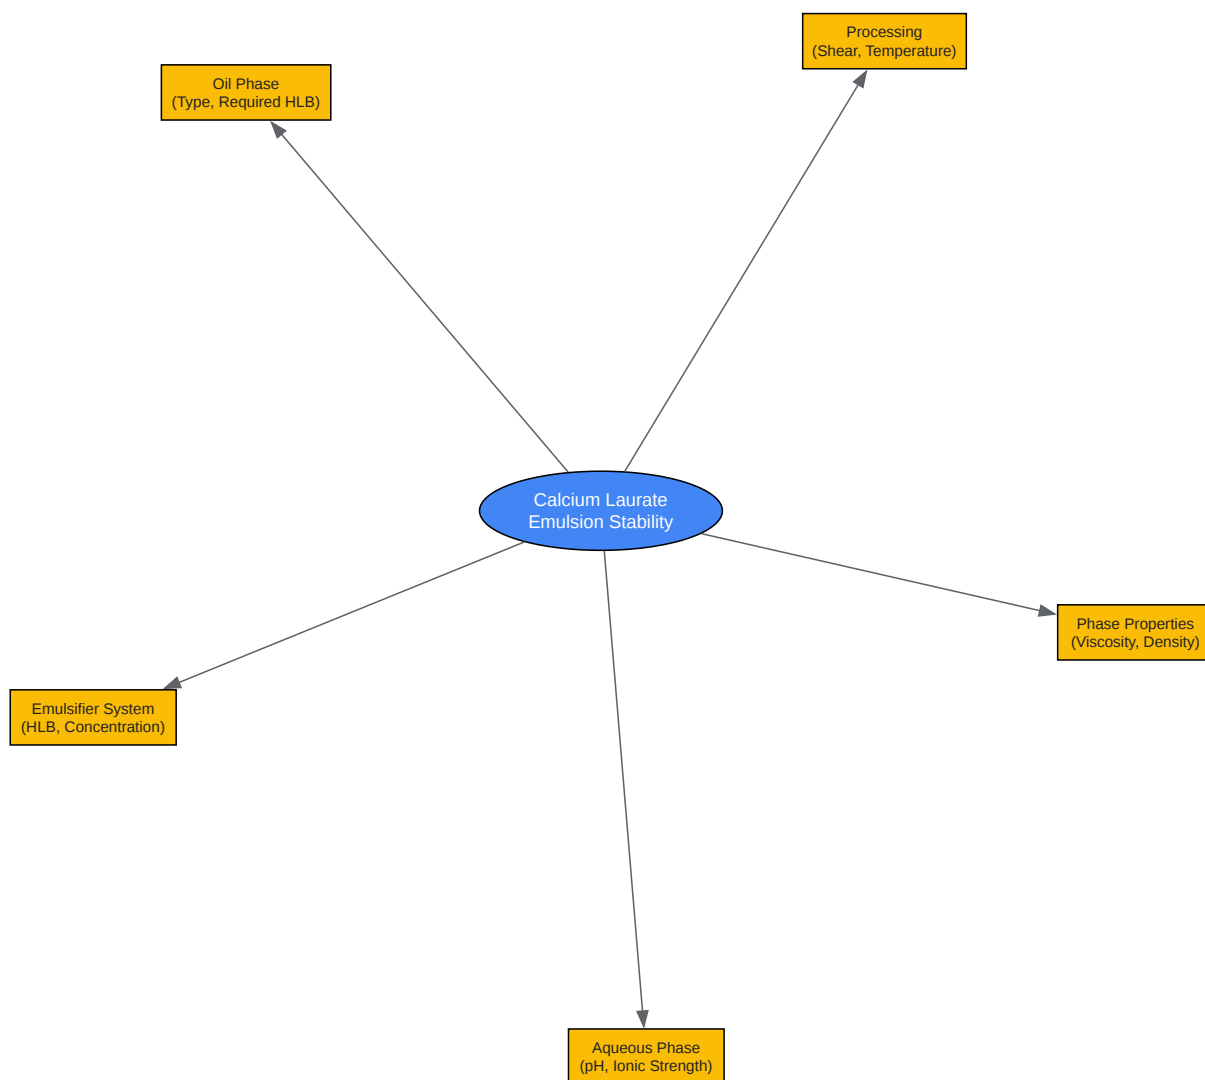 Processing
(Shear, Temperature)
Oil Phase
(Type, Required HLB)
Calcium Laurate
Emulsion Stability
Phase Properties
(Viscosity, Density)
Emulsifier System
(HLB, Concentration)
Aqueous Phase
(pH, Ionic Strength)